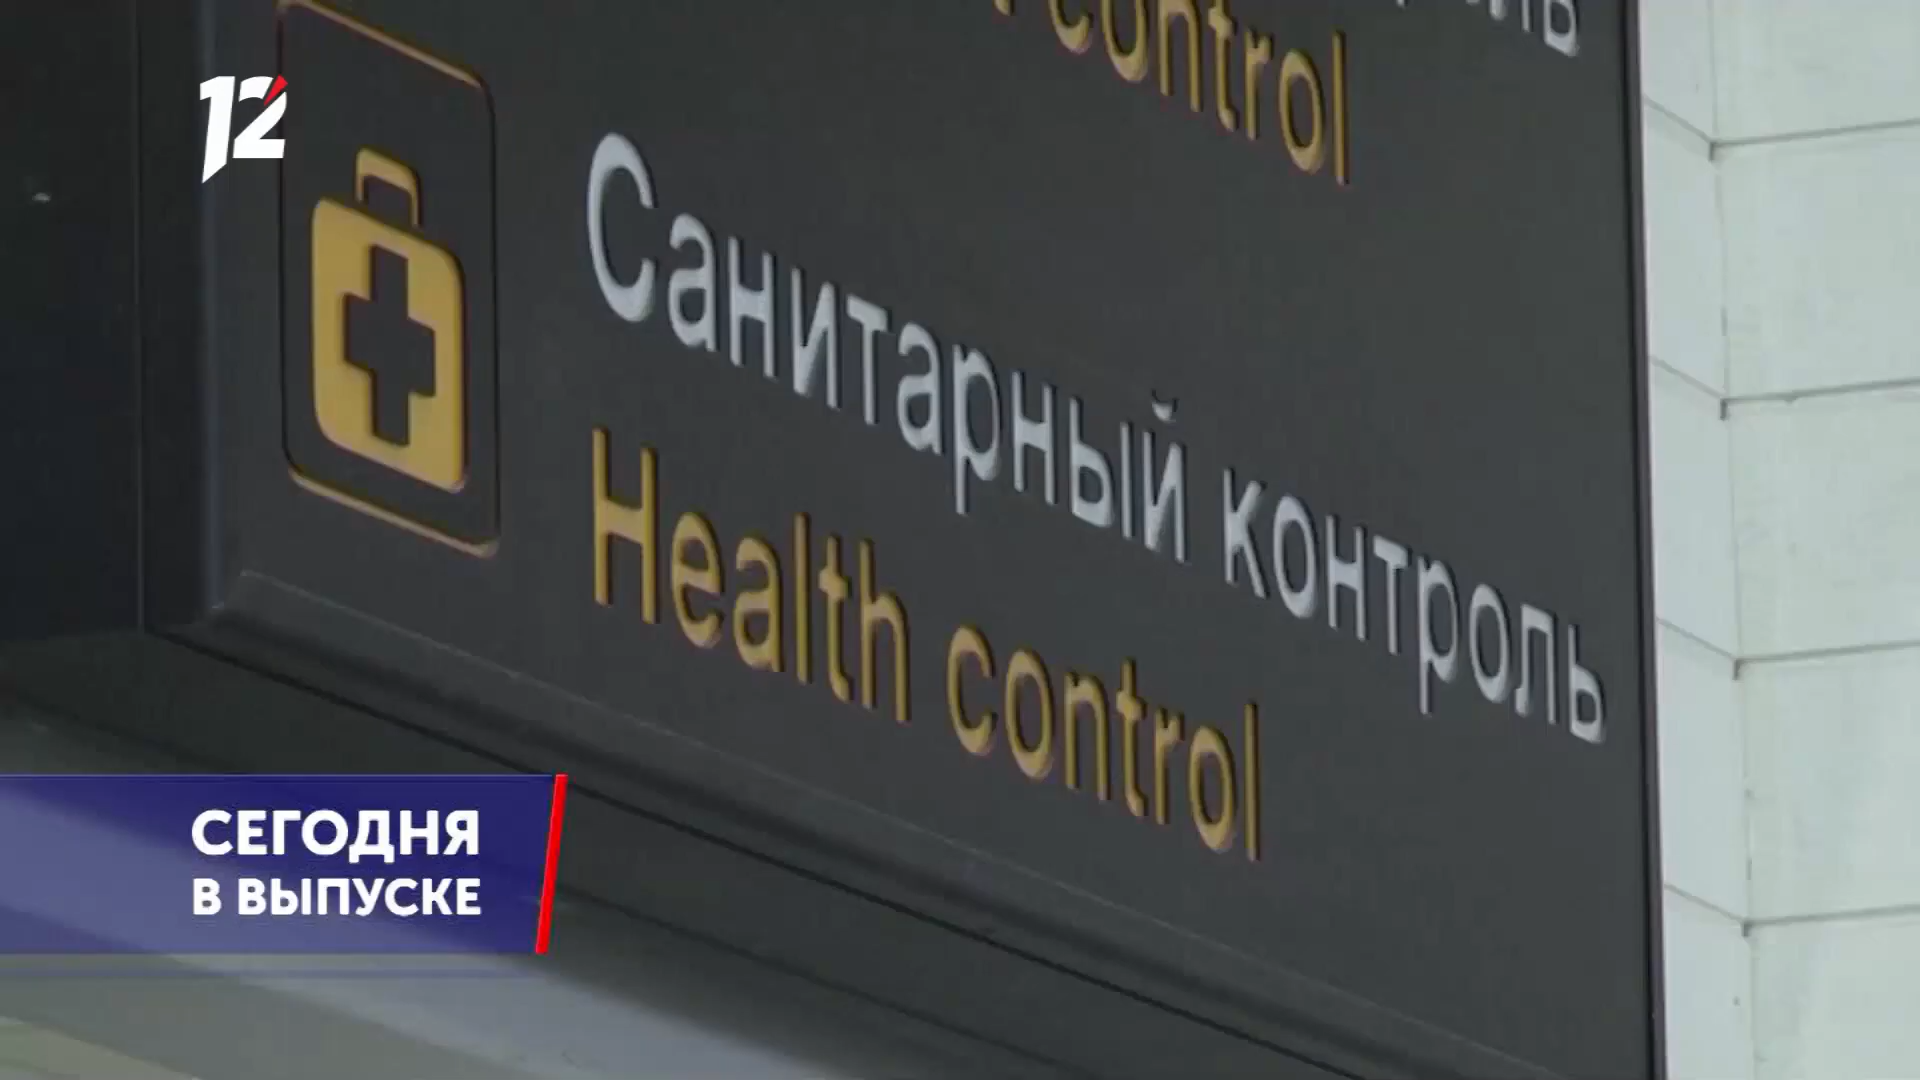 12
control
Санитарный контроль
Health control
СЕГОДНЯ
В ВЫПУСКЕ